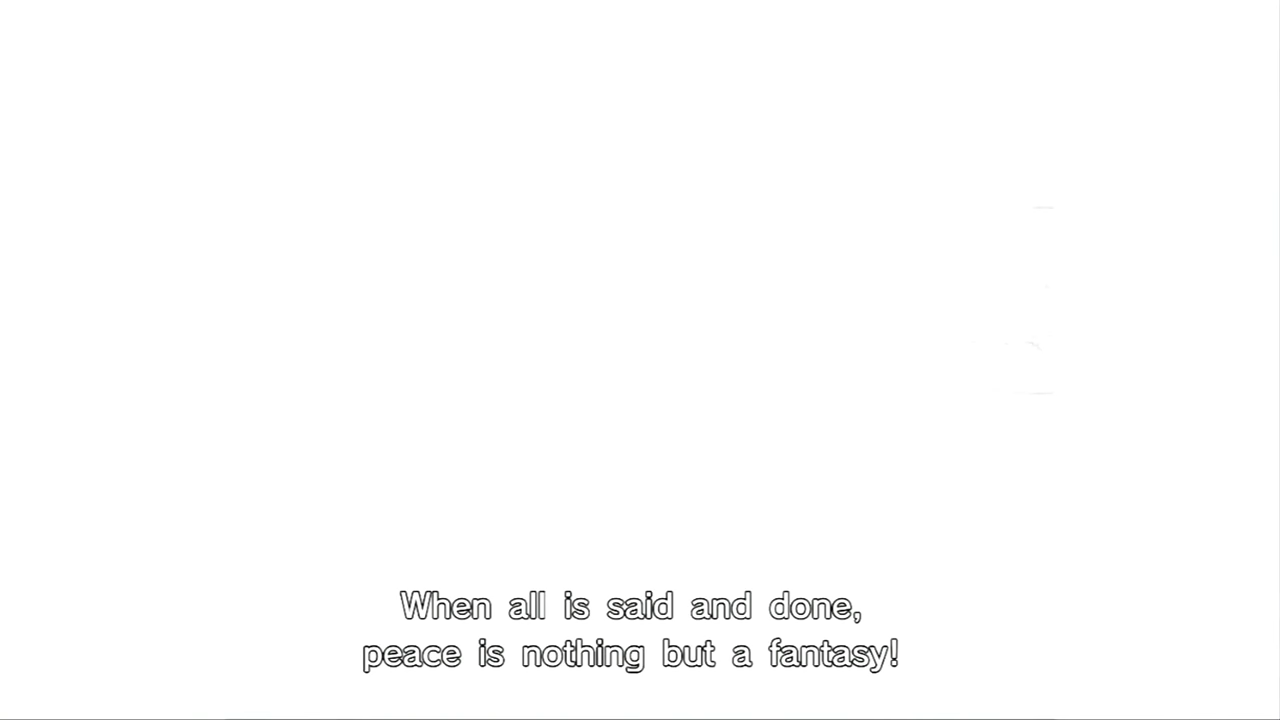 When all is said and done,
peace is nothing but a fantasy!